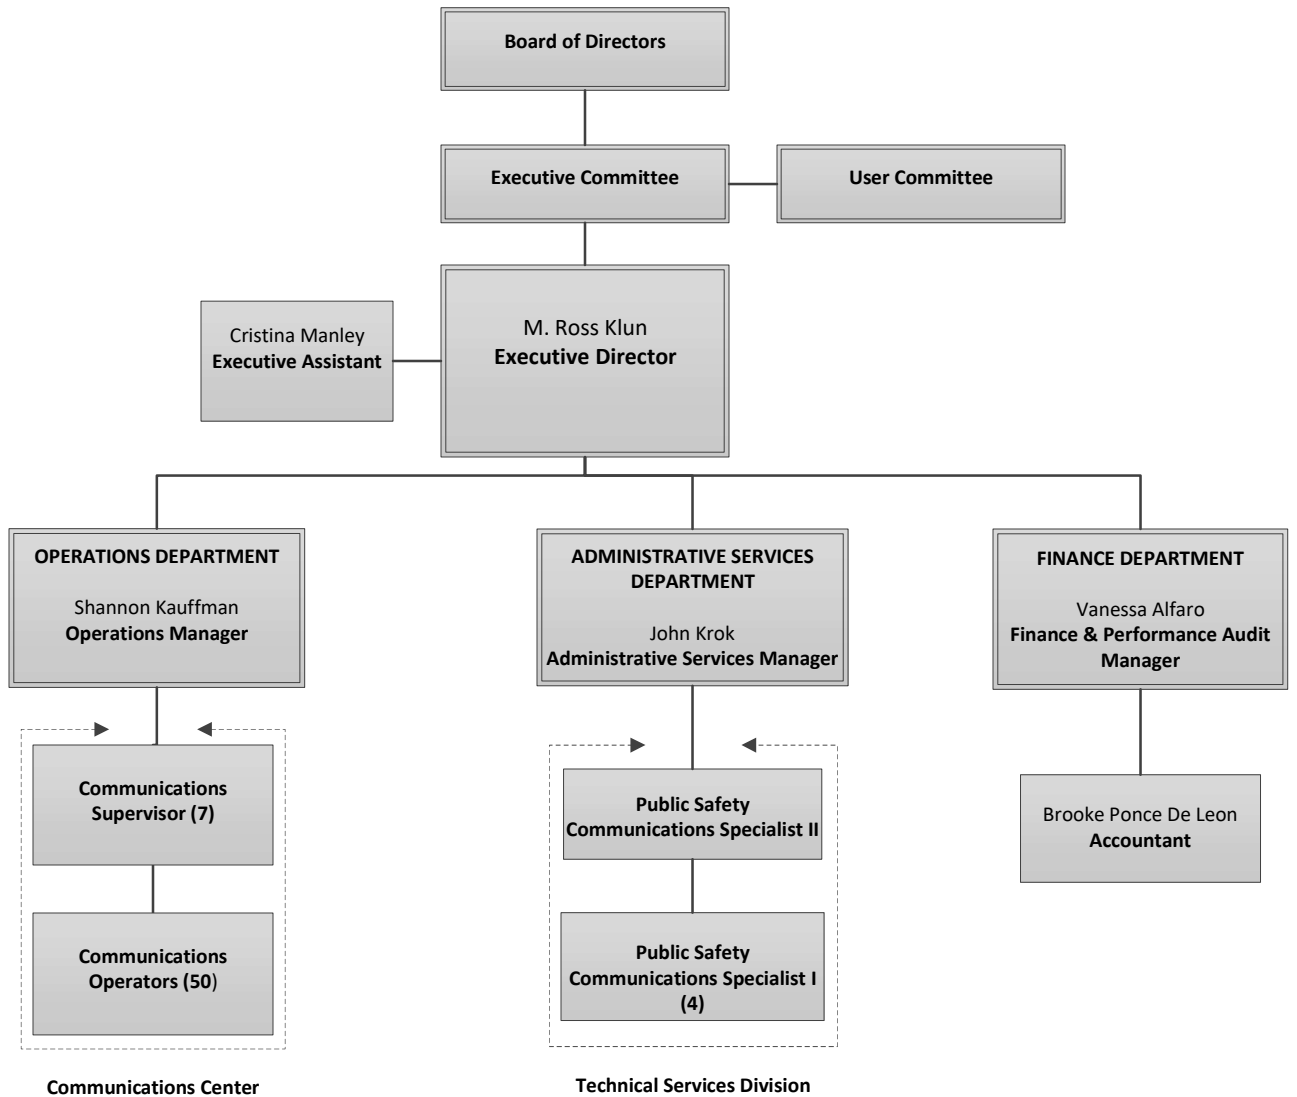 Board of Directors
Executive Committee
User Committee
Cristina Manley
Executive Assistant
M. Ross Klun
Executive Director
OPERATIONS DEPARTMENT
Shannon Kauffman
Operations Manager
ADMINISTRATIVE SERVICES
DEPARTMENT
John Krok
Administrative Services Manager
FINANCE DEPARTMENT
Vanessa Alfaro
Finance & Performance Audit
Manager
Communications
Supervisor (7)
Communications
Operators (50)
Communications Center
Public Safety
Communications Specialist II
Public Safety
Communications Specialist I
(4)
Technical Services Division
Brooke Ponce De Leon
Accountant